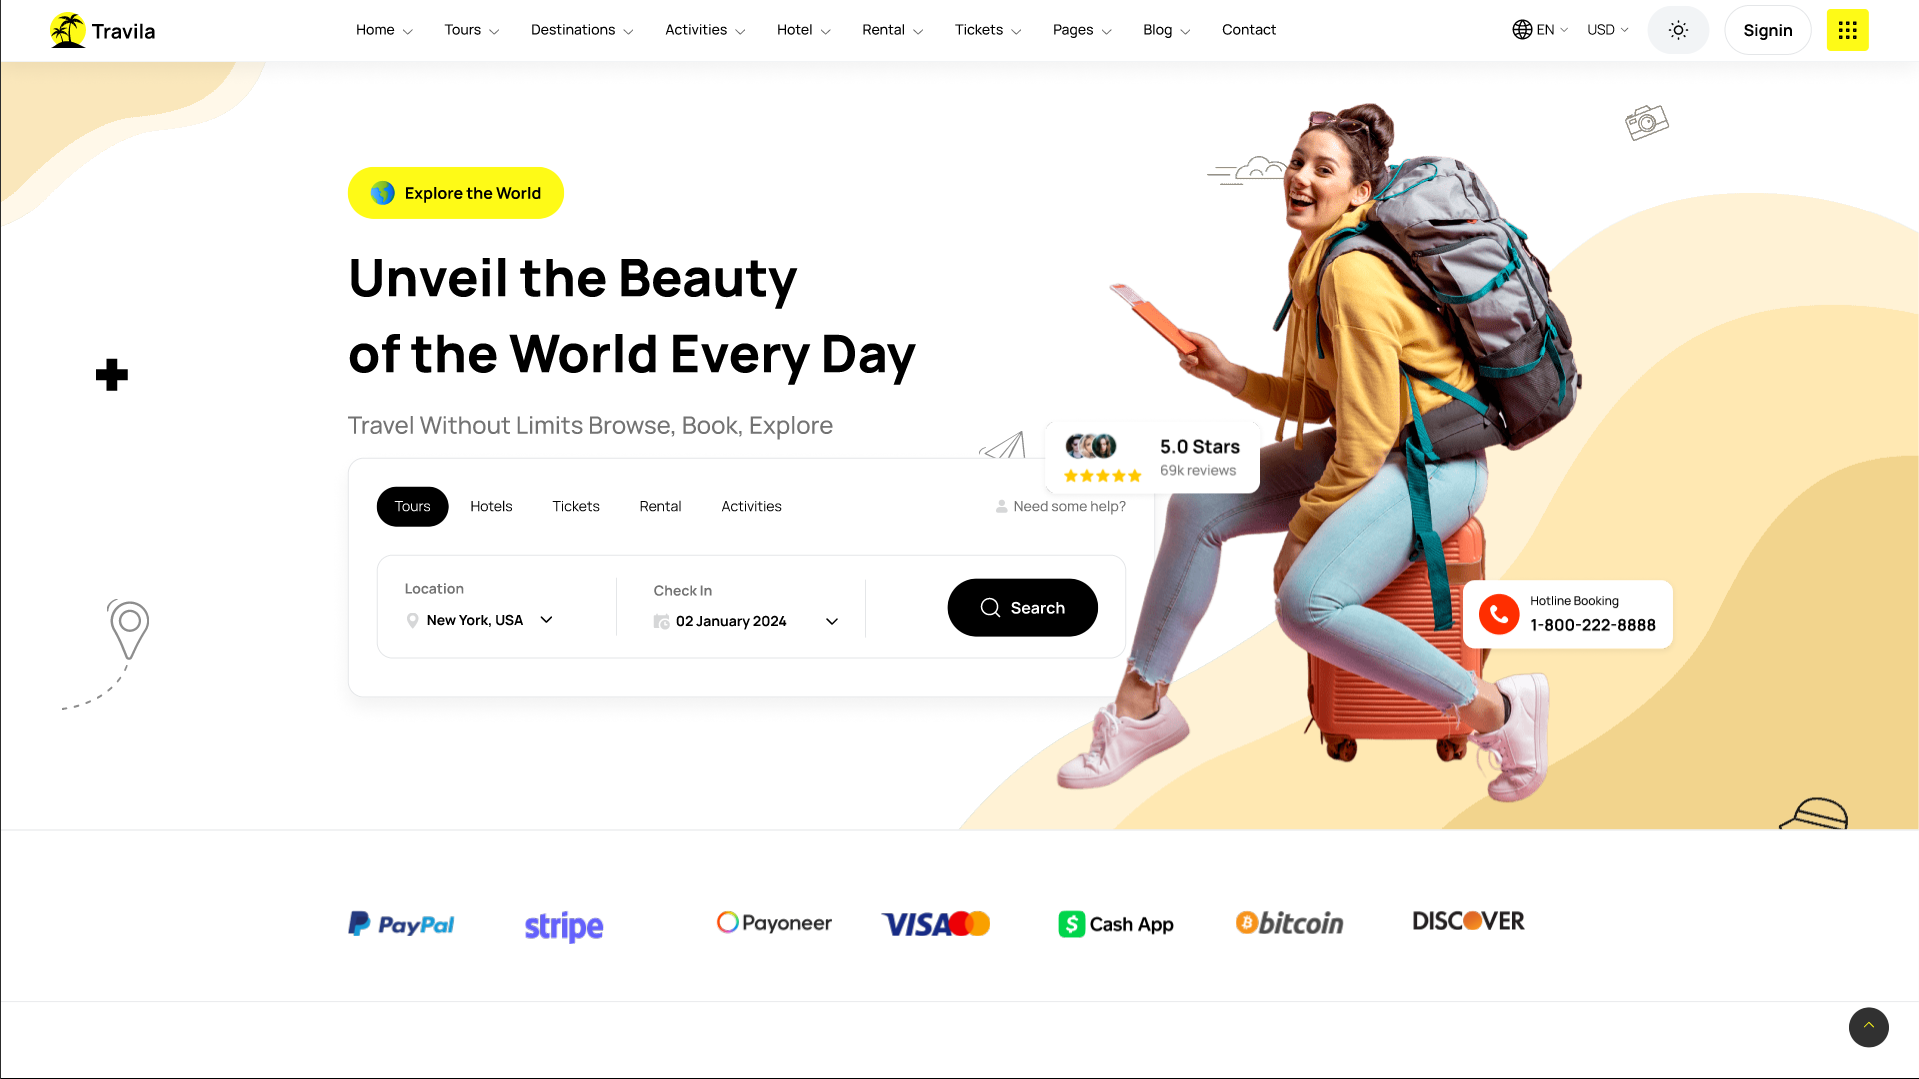 Travila
Home
Tours
Destinations
Activities
Hotel
Rental
Tickets
Pages
Blog
Contact
EN
USD
Signin
Explore the World
Unveil the Beauty
of the World Every Day
Travel Without Limits Browse, Book, Explore
5.0 Stars
69k reviews
Tours
Hotels
Tickets
Rental
Activities
Need some help?
Location
New York, USA
Check In
02 January 2024
Search
Hotline Booking
1-800-222-8888
PayPal
stripe
Payoneer
VISA
$ Cash App
bitcoin
DISCOVER